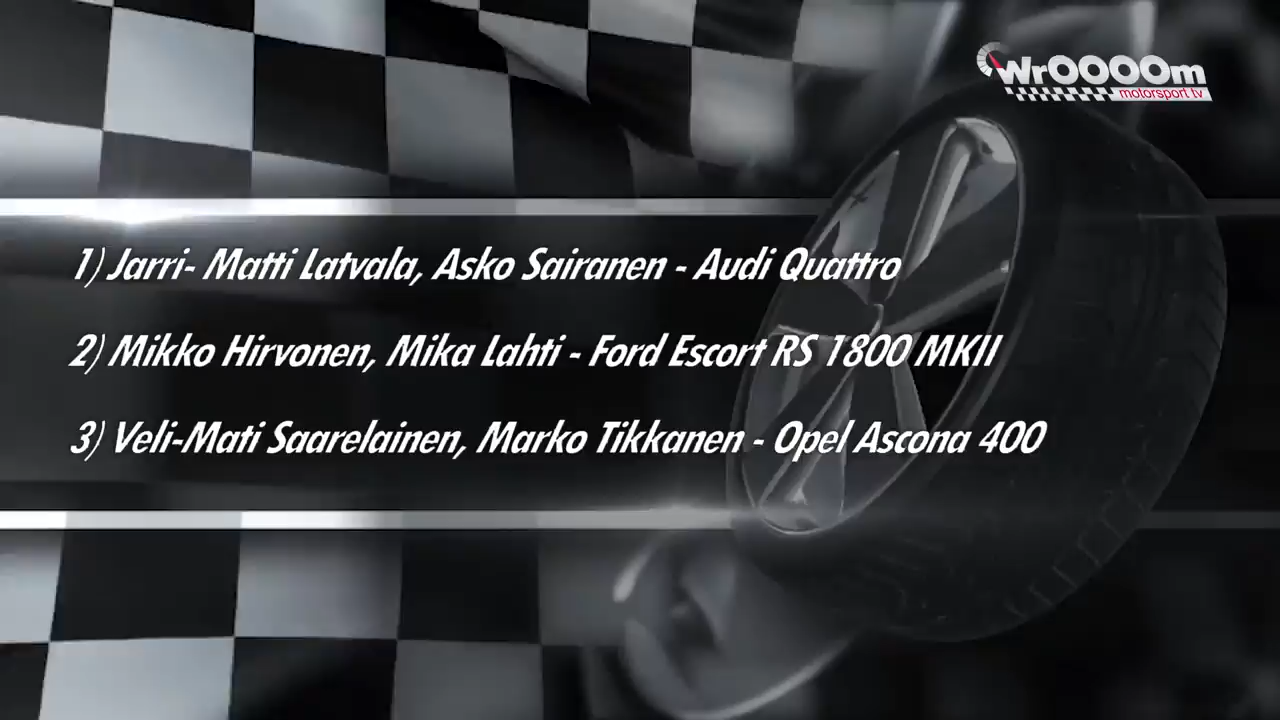 WrOOOOm
motorsport tv
1) Jarri- Matti Latvala, Asko Sairanen - Audi Quattro
2) Mikko Hirvonen, Mika Lahti - Ford Escort RS 1800 MKII
3) Veli-Mati Saarelainen, Marko Tikkanen - Opel Ascona 400